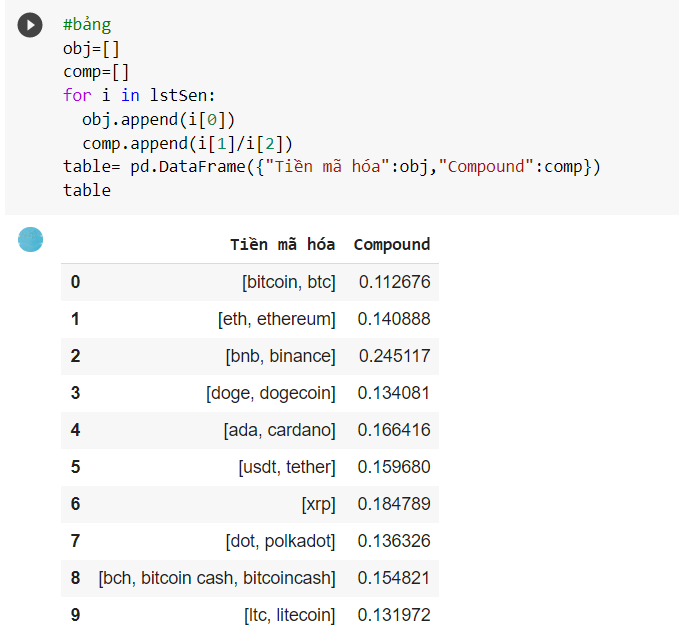 #bảng
obj=[]
comp=[]
for i in lstSen:
  obj.append(i[0])
  comp.append(i[1]/i[2])
table= pd.DataFrame({"Tiền mã hóa":obj,"Compound":comp})
table
Tiền mã hóa Compound
0 [bitcoin, btc] 0.112676
1 [eth, ethereum] 0.140888
2 [bnb, binance] 0.245117
3 [doge, dogecoin] 0.134081
4 [ada, cardano] 0.166416
5 [usdt, tether] 0.159680
6 [xrp] 0.184789
7 [dot, polkadot] 0.136326
8 [bch, bitcoin cash, bitcoincash] 0.154821
9 [ltc, litecoin] 0.131972